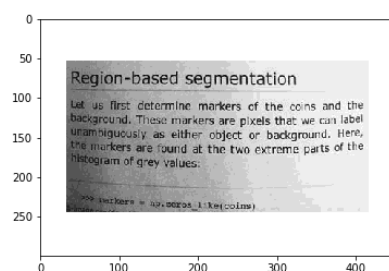 0
50
100
150
200
250
Region-based segmentation
Let us first determine markers of the coins and the
background. These markers are pixels that we can label
unambiguously as either object or background. Here,
the markers are found at the two extreme parts of the
histogram of grey values:
>>> markers = np.zeros_like(coins)
0 100 200 300 400